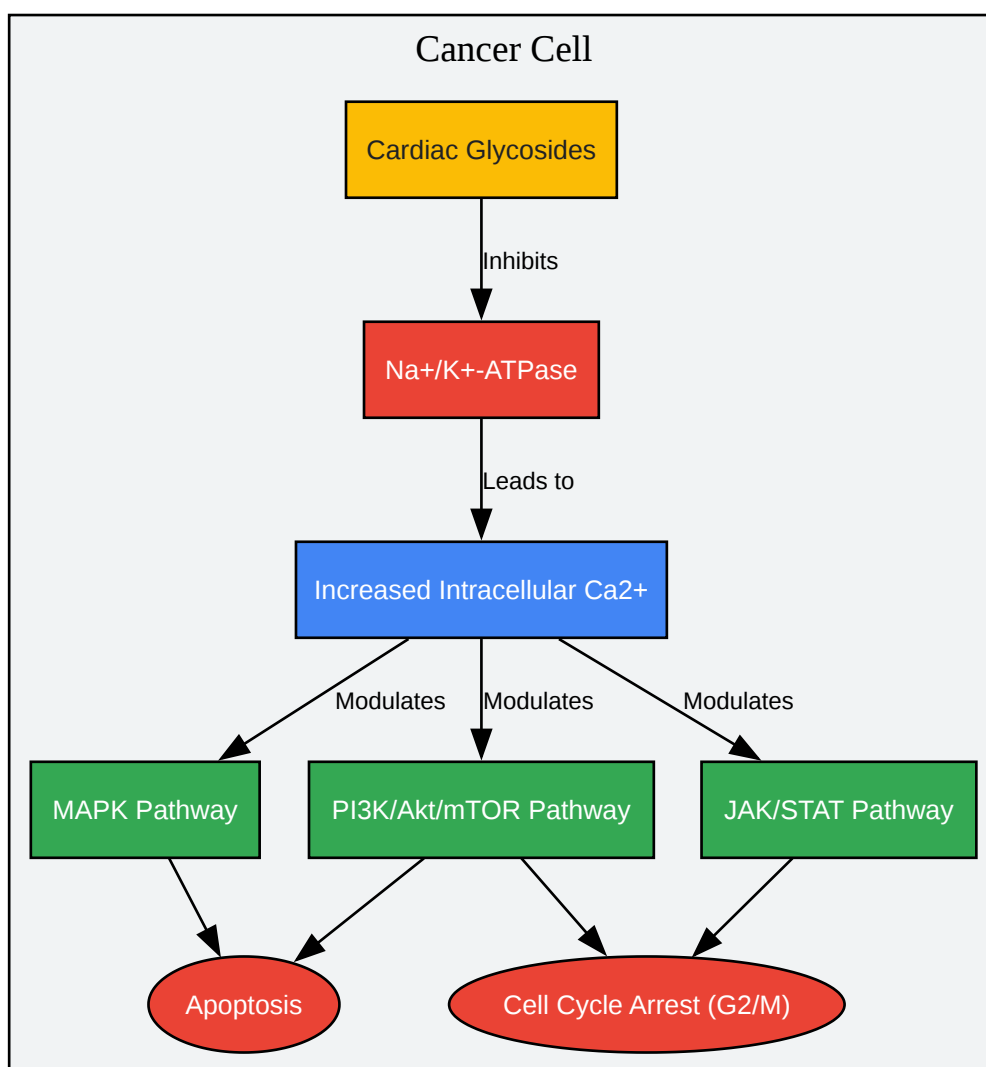 Cancer Cell
Cardiac Glycosides
Inhibits
Na+/K+-ATPase
Leads to
Increased Intracellular Ca2+
Modulates
Modulates
Modulates
MAPK Pathway
PI3K/Akt/mTOR Pathway
JAK/STAT Pathway
Apoptosis
Cell Cycle Arrest (G2/M)